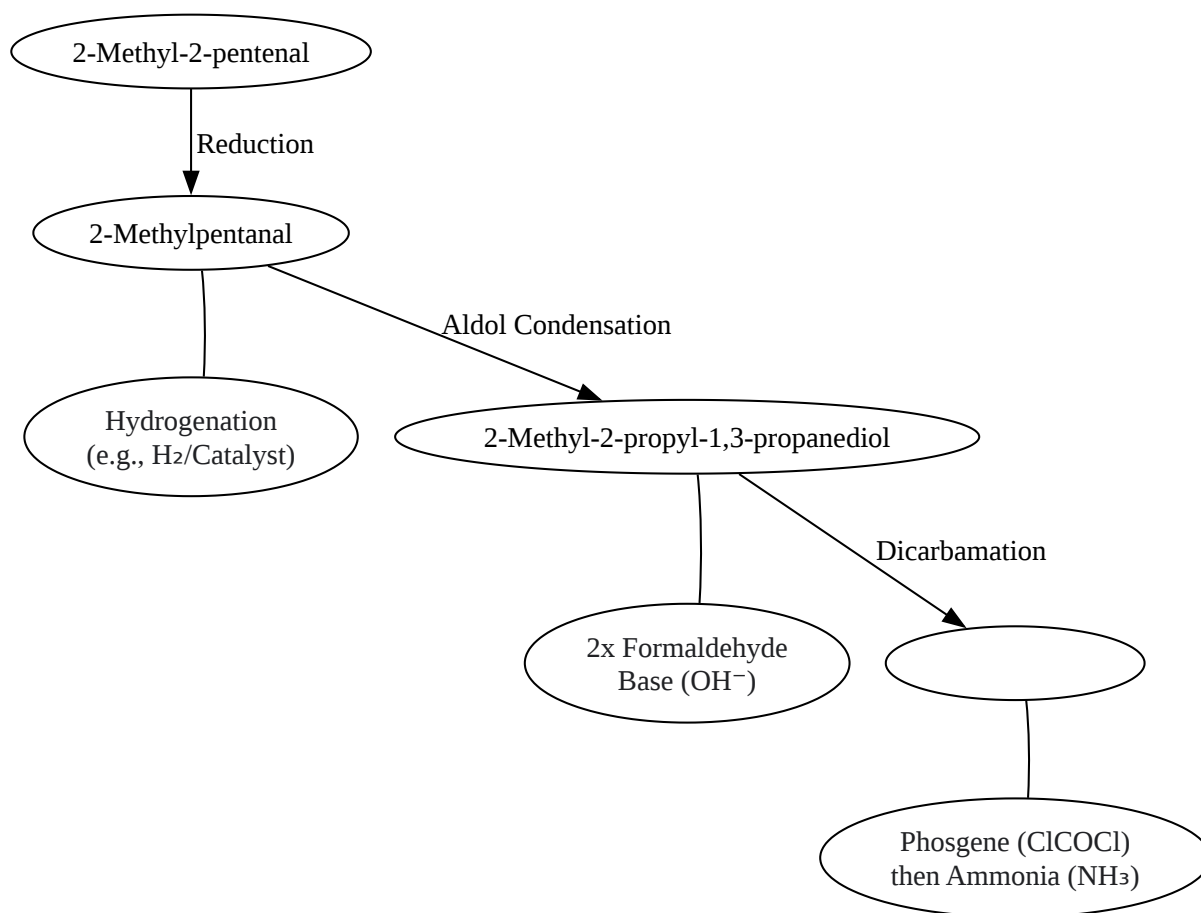 2-Methyl-2-pentenal
Reduction
2-Methylpentanal
Aldol Condensation
Hydrogenation
(e.g., H₂/Catalyst)
2-Methyl-2-propyl-1,3-propanediol
Dicarbamation
2x Formaldehyde
Base (OH⁻)
Phosgene (ClCOCl)
then Ammonia (NH₃)